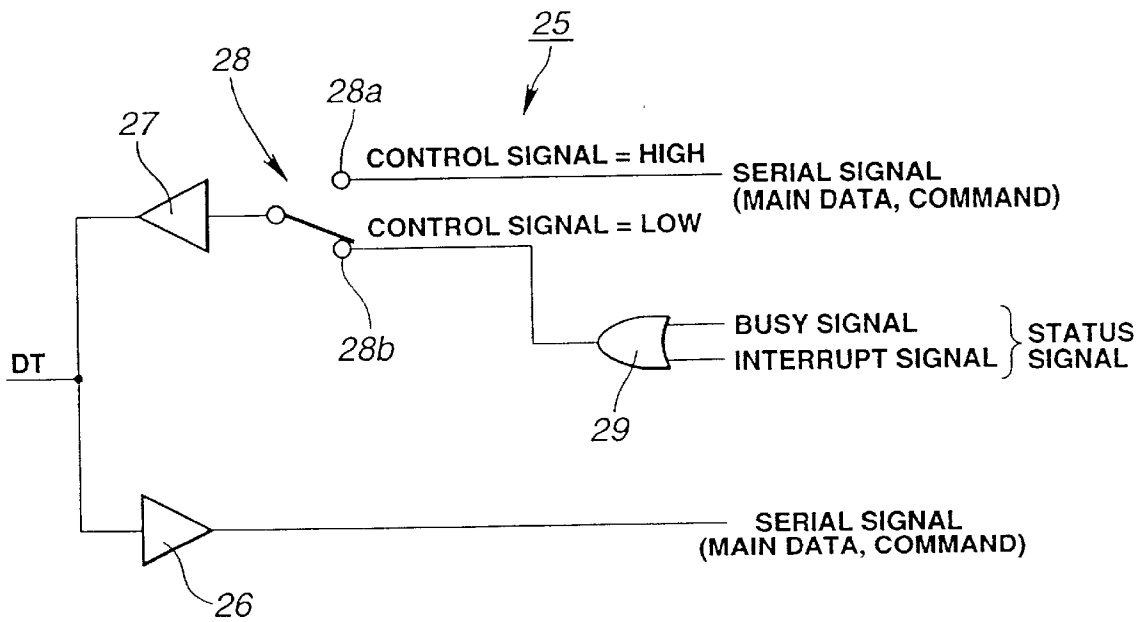 25
28
28a
27
CONTROL SIGNAL = HIGH
SERIAL SIGNAL
(MAIN DATA, COMMAND)
CONTROL SIGNAL = LOW
28b
BUSY SIGNAL
INTERRUPT SIGNAL
STATUS
SIGNAL
DT
29
SERIAL SIGNAL
(MAIN DATA, COMMAND)
26